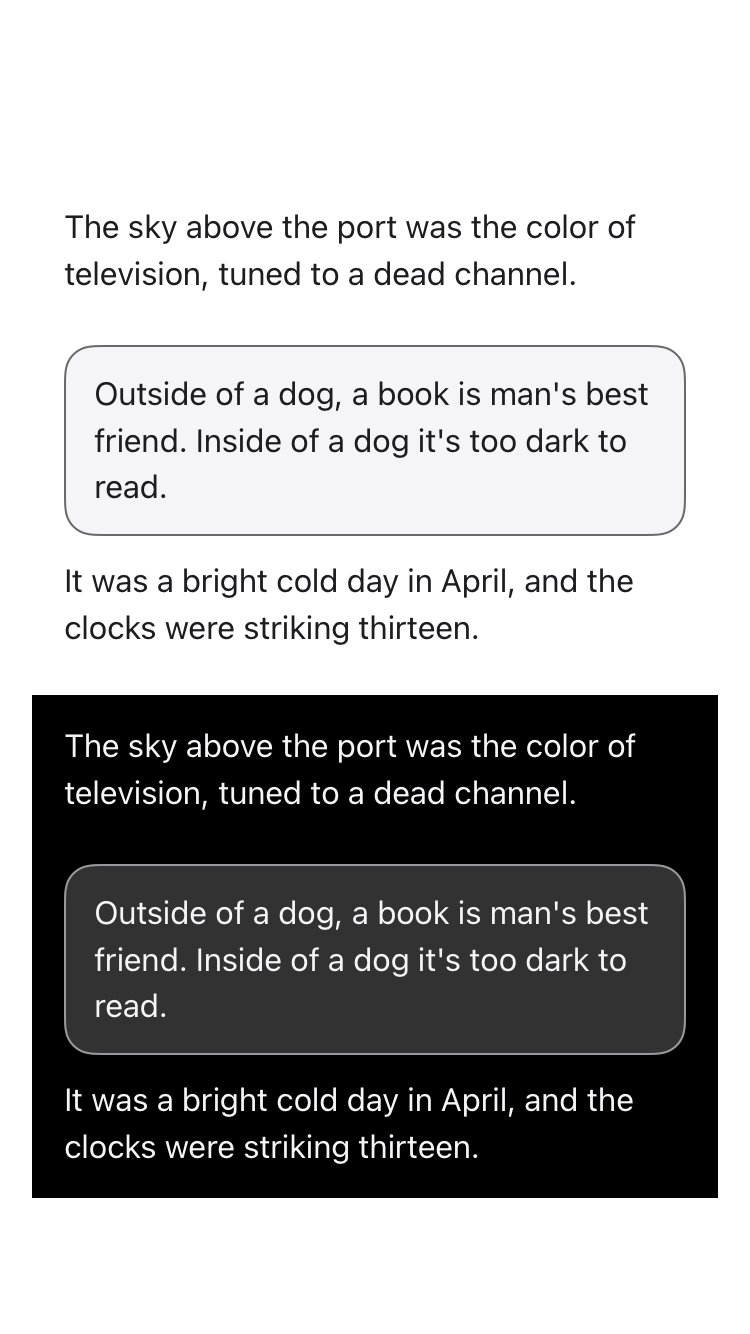 The sky above the port was the color of
television, tuned to a dead channel.
Outside of a dog, a book is man's best
friend. Inside of a dog it's too dark to
read.
It was a bright cold day in April, and the
clocks were striking thirteen.
The sky above the port was the color of
television, tuned to a dead channel.
Outside of a dog, a book is man's best
friend. Inside of a dog it's too dark to
read.
It was a bright cold day in April, and the
clocks were striking thirteen.